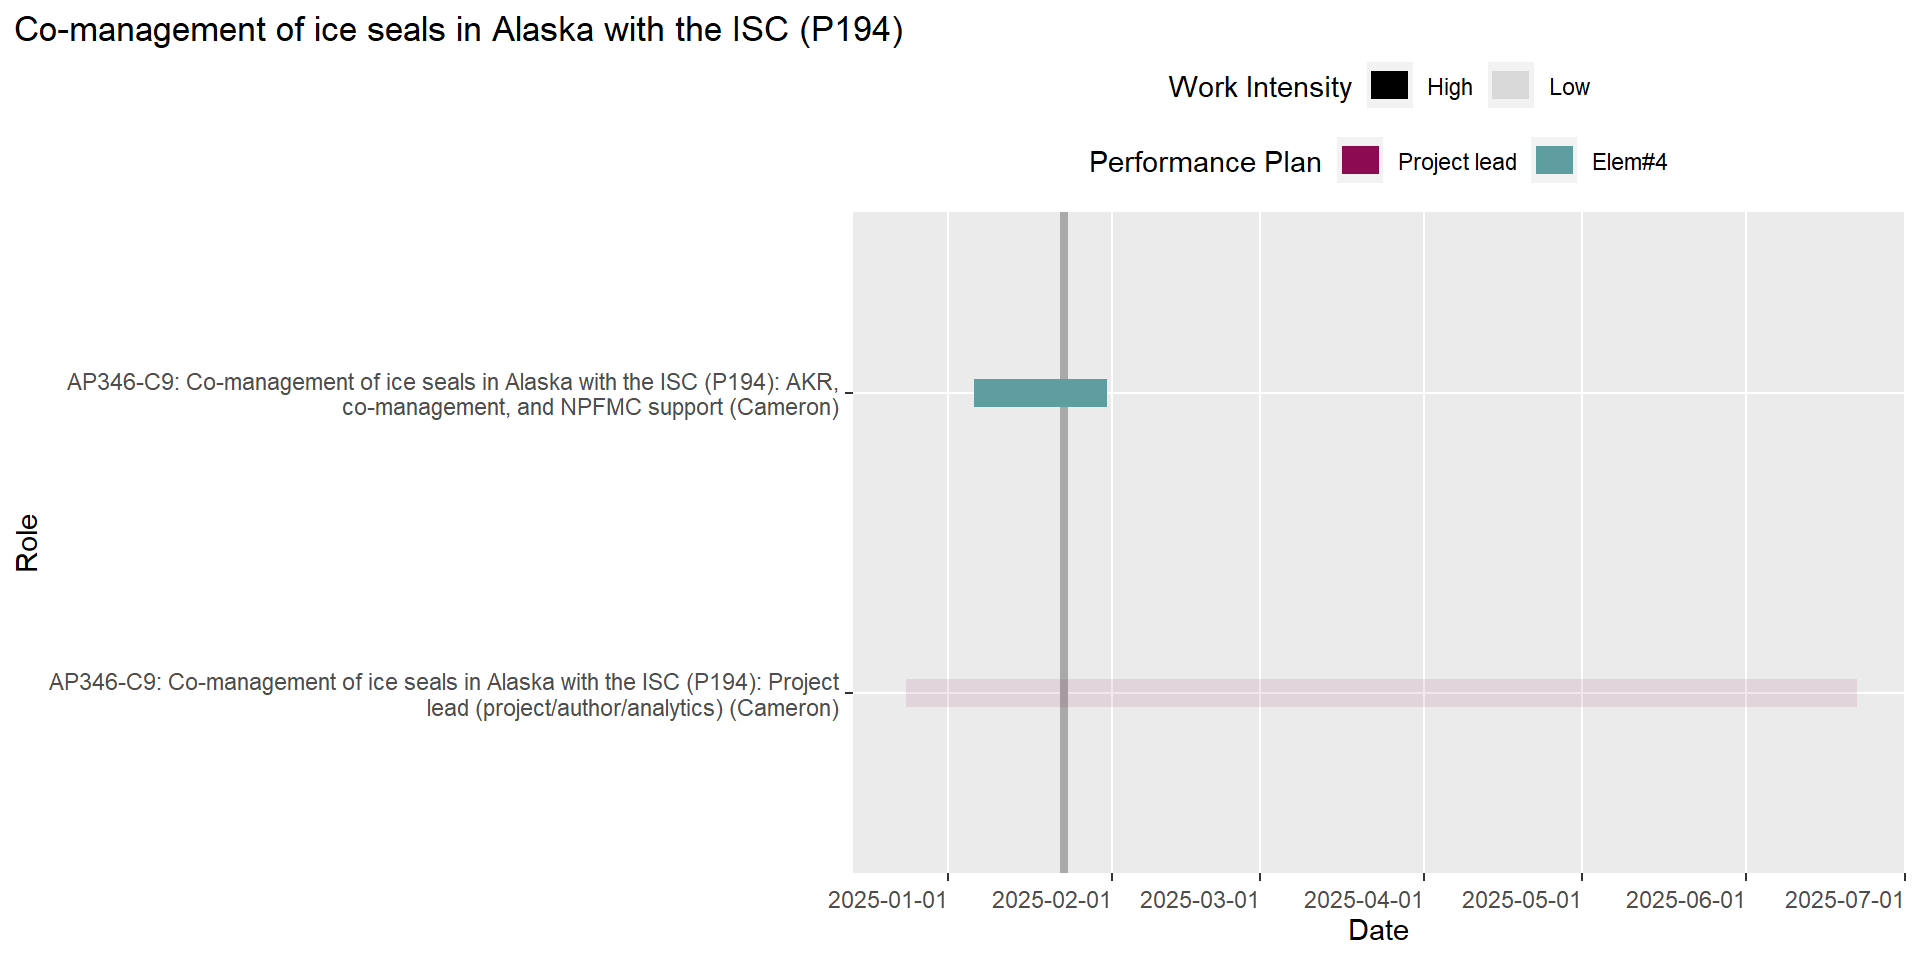 Co-management of ice seals in Alaska with the ISC (P194)
Work Intensity High Low
Performance Plan Project lead Elem#4
AP346-C9: Co-management of ice seals in Alaska with the ISC (P194): AKR,
co-management, and NPFMC support (Cameron)
Role
AP346-C9: Co-management of ice seals in Alaska with the ISC (P194): Project
lead (project/author/analytics) (Cameron)
2025-01-01 2025-02-01 2025-03-01 2025-04-01 2025-05-01 2025-06-01 2025-07-01
Date